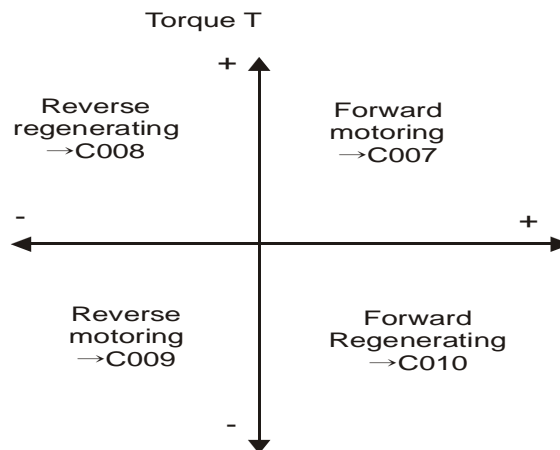 Torque T
+
Reverse
regenerating
→C008
Forward
motoring
→C007
-
+
Reverse
motoring
→C009
Forward
Regenerating
→C010
-